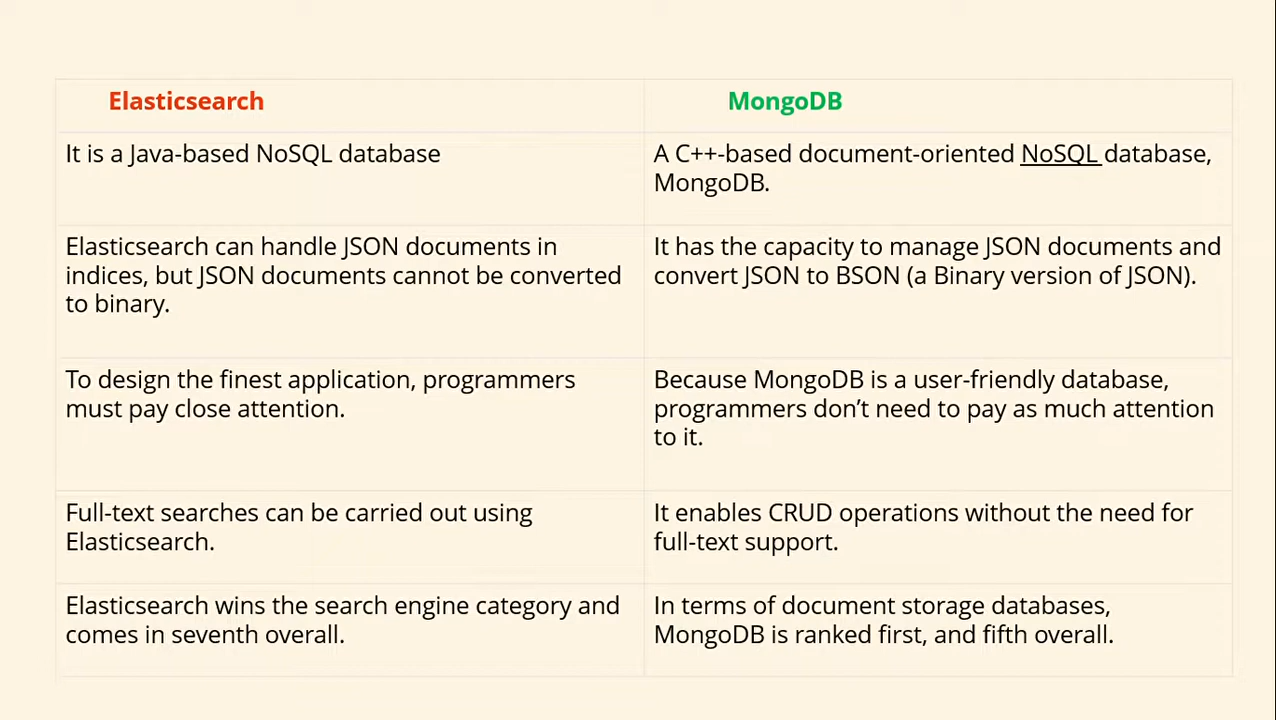 Elasticsearch
MongoDB
It is a Java-based NoSQL database
A C++-based document-oriented NoSQL database,
MongoDB.
Elasticsearch can handle JSON documents in
indices, but JSON documents cannot be converted
to binary.
It has the capacity to manage JSON documents and
convert JSON to BSON (a Binary version of JSON).
To design the finest application, programmers
must pay close attention.
Because MongoDB is a user-friendly database,
programmers don’t need to pay as much attention
to it.
Full-text searches can be carried out using
Elasticsearch.
It enables CRUD operations without the need for
full-text support.
Elasticsearch wins the search engine category and
comes in seventh overall.
In terms of document storage databases,
MongoDB is ranked first, and fifth overall.